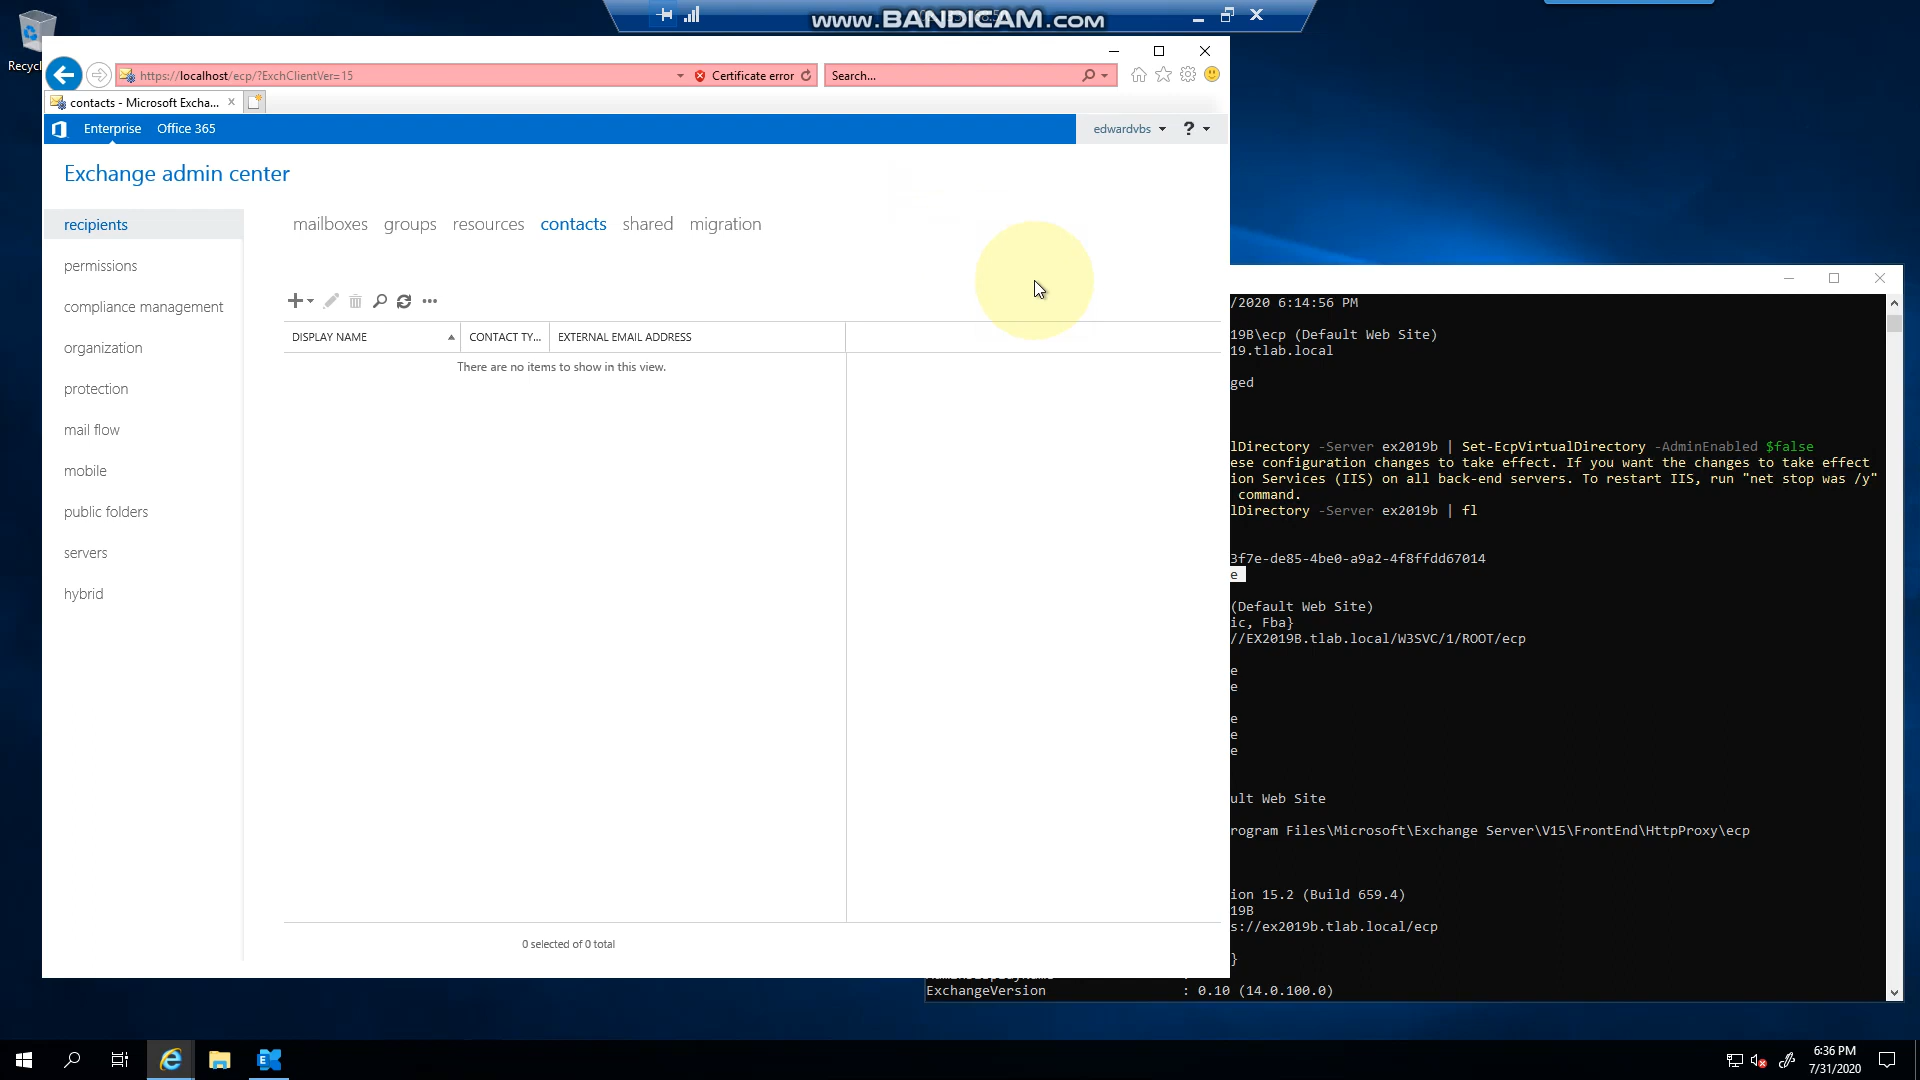 www.BANDICAM.com
Recycl
https://localhost/ecp/?ExchClientVer=15
Certificate error
Search...
contacts - Microsoft Excha...
Enterprise
Office 365
edwardvbs
?
Exchange admin center
recipients
permissions
compliance management
organization
protection
mail flow
mobile
public folders
servers
hybrid
mailboxes
groups
resources
contacts
shared
migration
DISPLAY NAME
CONTACT TY...
EXTERNAL EMAIL ADDRESS
There are no items to show in this view.
0 selected of 0 total
/2020 6:14:56 PM
19B\ecp (Default Web Site)
19.tlab.local
ged
lDirectory -Server ex2019b | Set-EcpVirtualDirectory -AdminEnabled $false
ese configuration changes to take effect. If you want the changes to take effect
ion Services (IIS) on all back-end servers. To restart IIS, run "net stop was /y"
command.
lDirectory -Server ex2019b | fl
3f7e-de85-4be0-a9a2-4f8ffdd67014
e
(Default Web Site)
ic, Fba}
//EX2019B.tlab.local/W3SVC/1/ROOT/ecp
e
e
e
e
e
ult Web Site
rogram Files\Microsoft\Exchange Server\V15\FrontEnd\HttpProxy\ecp
ion 15.2 (Build 659.4)
19B
s://ex2019b.tlab.local/ecp
}
ExchangeVersion : 0.10 (14.0.100.0)
6:36 PM
7/31/2020